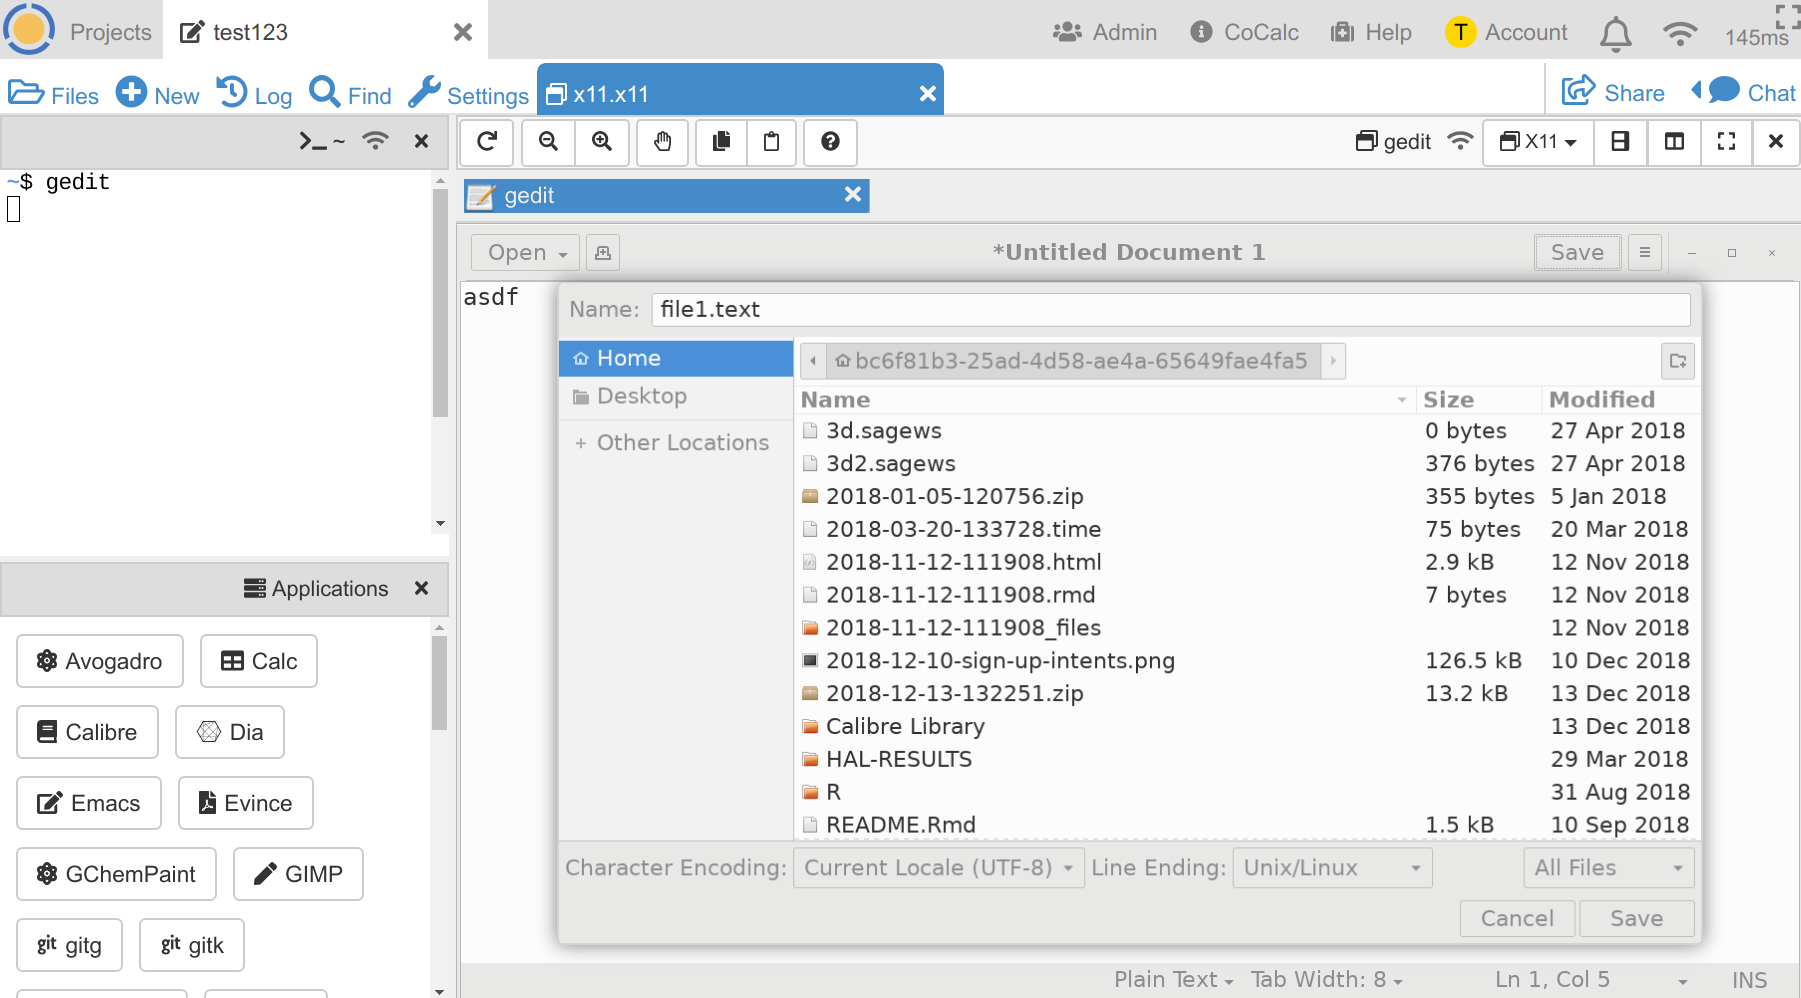 Projects test123 Admin CoCalc Help T Account 145ms
Files New Log Find Settings x11.x11 Share Chat
>_ ~ gedit X11
~$ gedit
gedit
Open *Untitled Document 1 Save
asdf
Name: file1.text
Home bc6f81b3-25ad-4d58-ae4a-65649fae4fa5
Desktop
Other Locations
Name Size Modified
3d.sagews 0 bytes 27 Apr 2018
3d2.sagews 376 bytes 27 Apr 2018
2018-01-05-120756.zip 355 bytes 5 Jan 2018
2018-03-20-133728.time 75 bytes 20 Mar 2018
2018-11-12-111908.html 2.9 kB 12 Nov 2018
2018-11-12-111908.rmd 7 bytes 12 Nov 2018
2018-11-12-111908_files 12 Nov 2018
2018-12-10-sign-up-intents.png 126.5 kB 10 Dec 2018
2018-12-13-132251.zip 13.2 kB 13 Dec 2018
Calibre Library 13 Dec 2018
HAL-RESULTS 29 Mar 2018
R 31 Aug 2018
README.Rmd 1.5 kB 10 Sep 2018
Character Encoding: Current Locale (UTF-8) Line Ending: Unix/Linux All Files
Cancel Save
Plain Text Tab Width: 8 Ln 1, Col 5 INS
Applications
Avogadro Calc
Calibre Dia
Emacs Evince
GChemPaint GIMP
git gitg git gitk